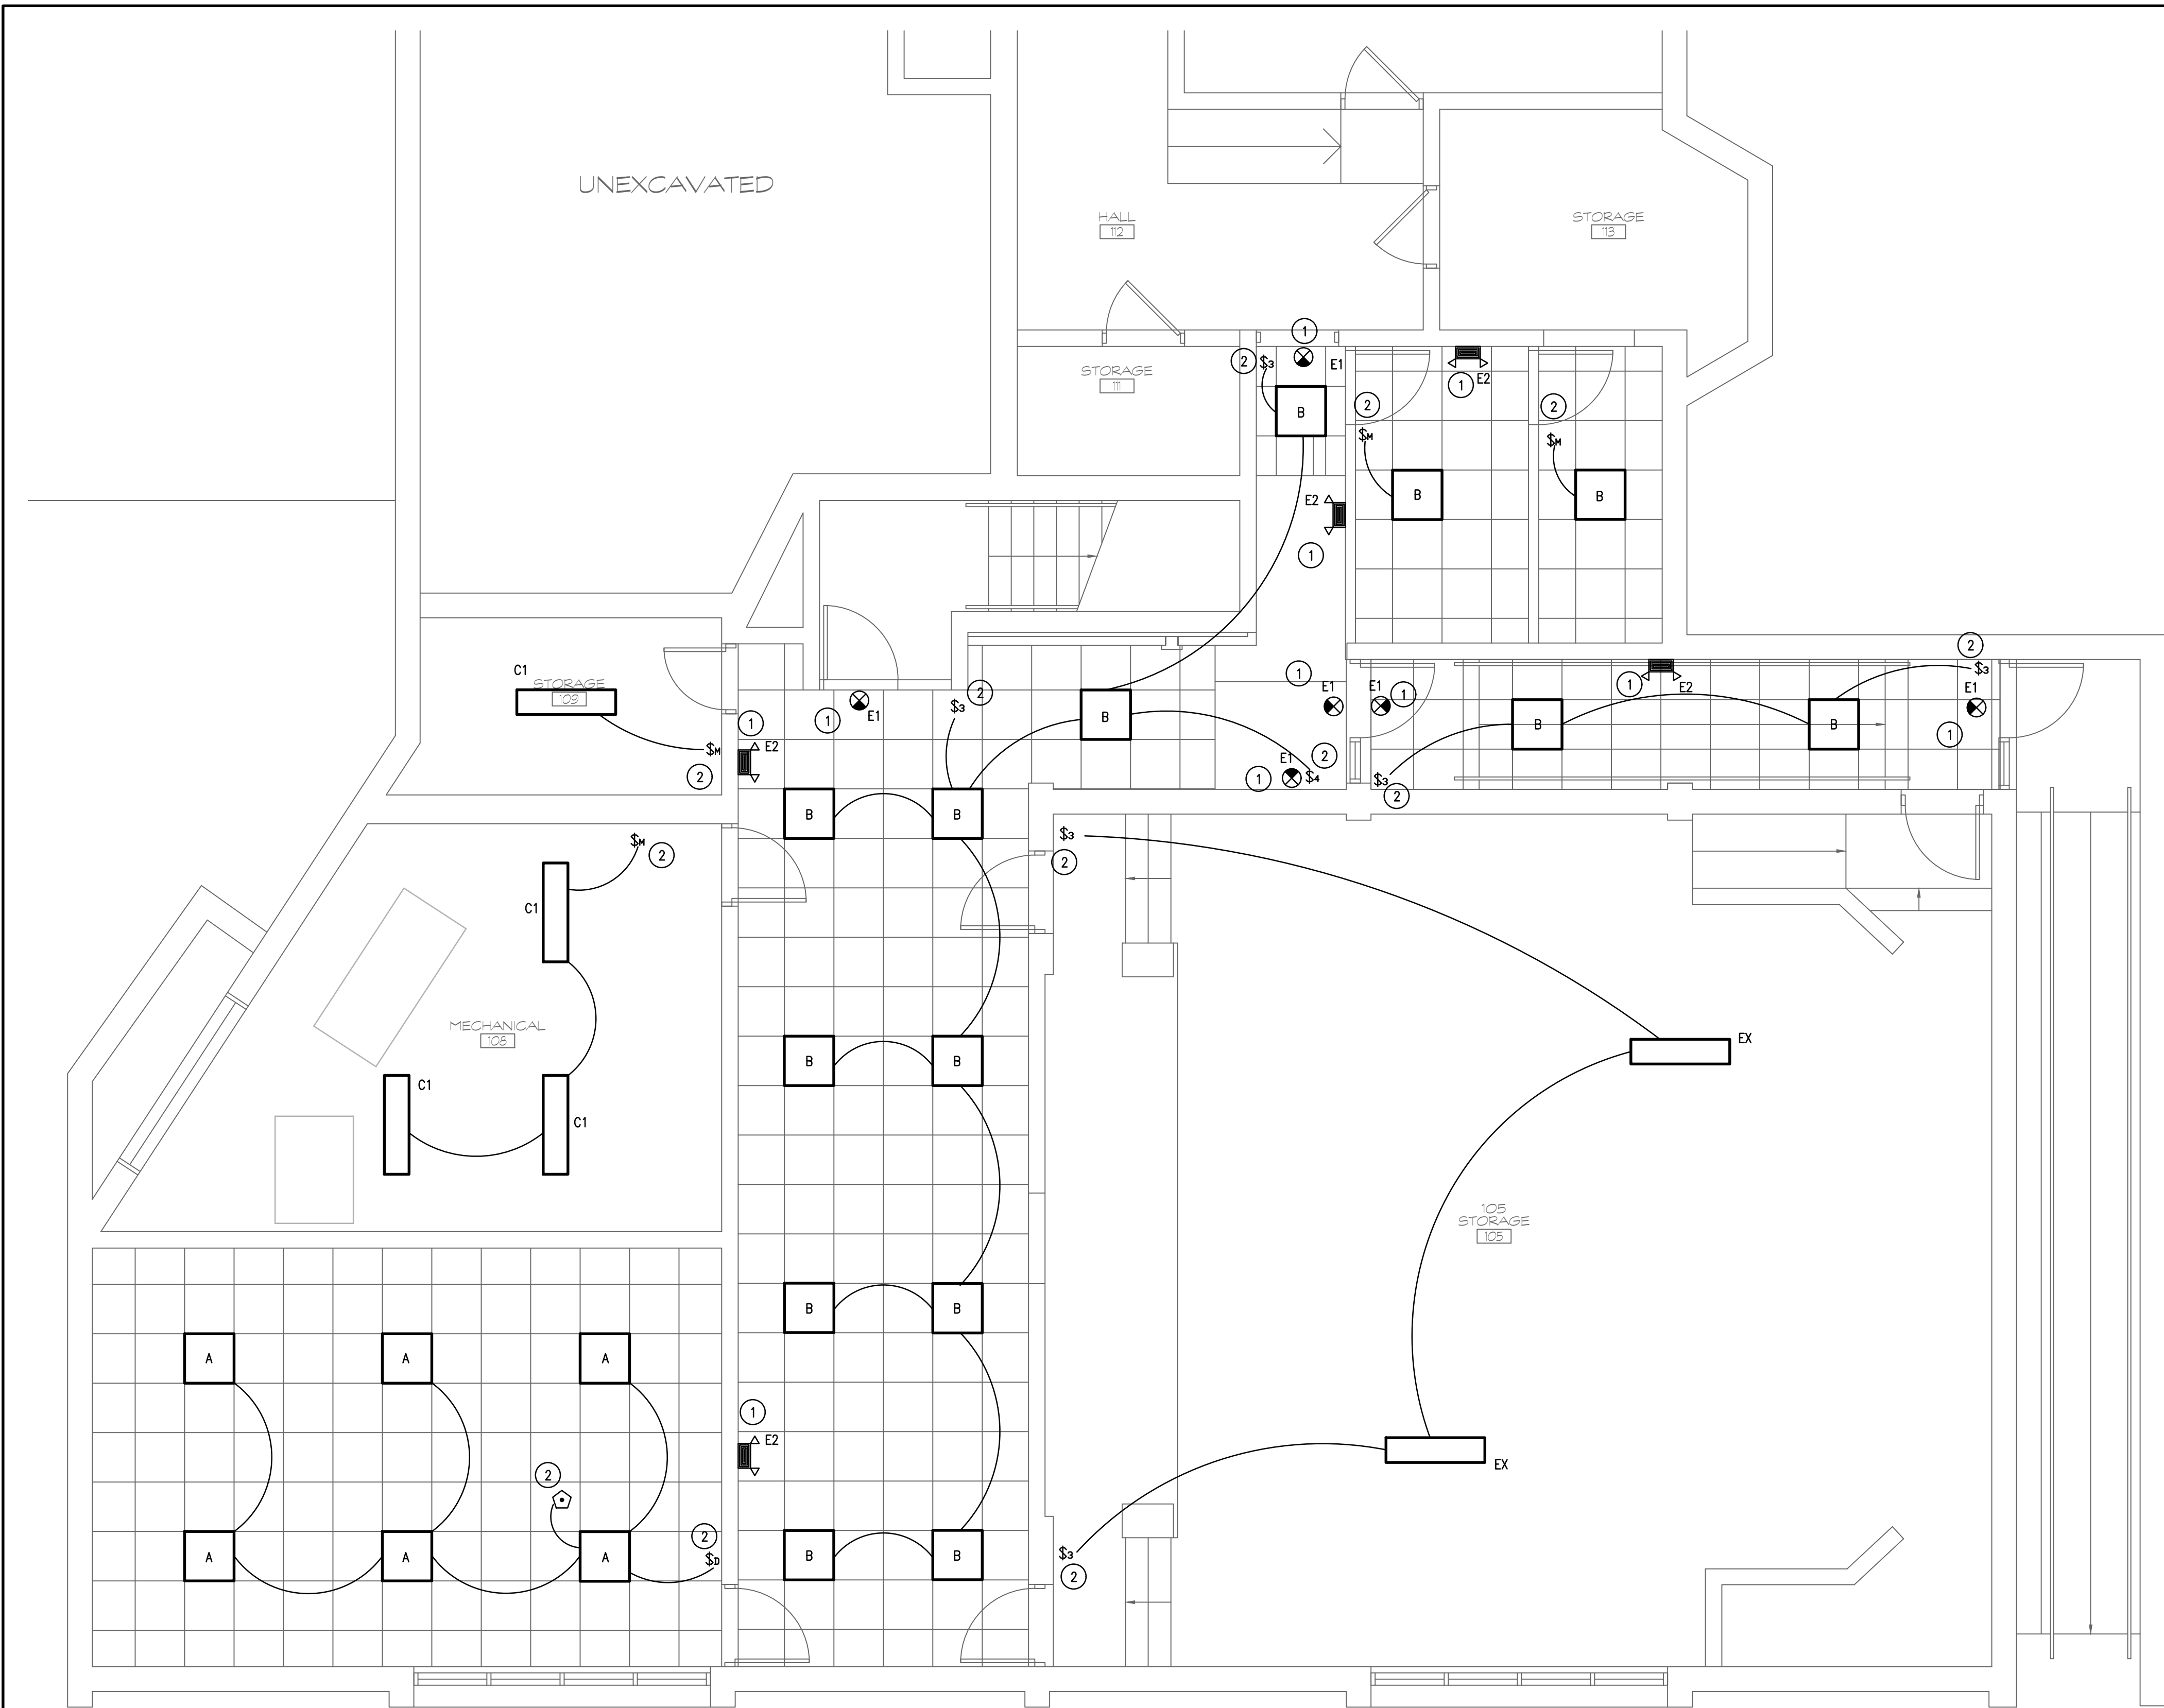 UNEXCAVATED
HALL
112
STORAGE
113
1
2
$3
E1
1
E2
STORAGE
111
B
2
2
$M
$M
B
B
E2
1
2
C1
STORAGE
109
1
$3
1
E2
2
E1
E1
1
E1
2
$3
1
E1
B
B
B
1
$M
E2
2
E1
1
$4
2
$3
2
B
B
$3
2
$M
2
C1
MECHANICAL
108
B
B
EX
C1
C1
105
STORAGE
105
B
B
A
A
A
1
E2
EX
2
2
$D
A
A
A
B
B
$3
2